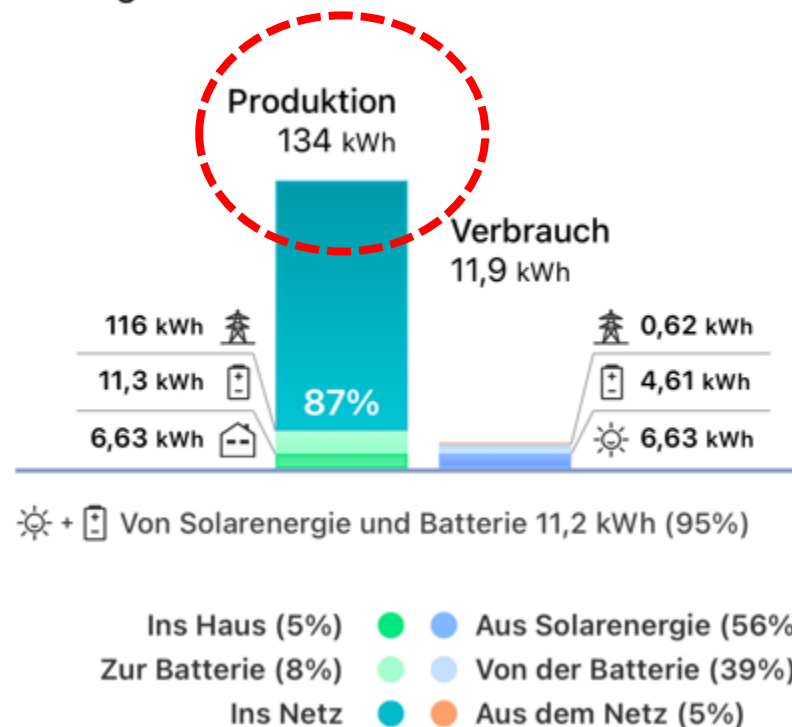 Produktion
134 kWh
Verbrauch
11,9 kWh
116 kWh
11,3 kWh
6,63 kWh
87%
0,62 kWh
4,61 kWh
6,63 kWh
+ Von Solarenergie und Batterie 11,2 kWh (95%)
Ins Haus (5%) Aus Solarenergie (56%
Zur Batterie (8%) Von der Batterie (39%)
Ins Netz Aus dem Netz (5%)